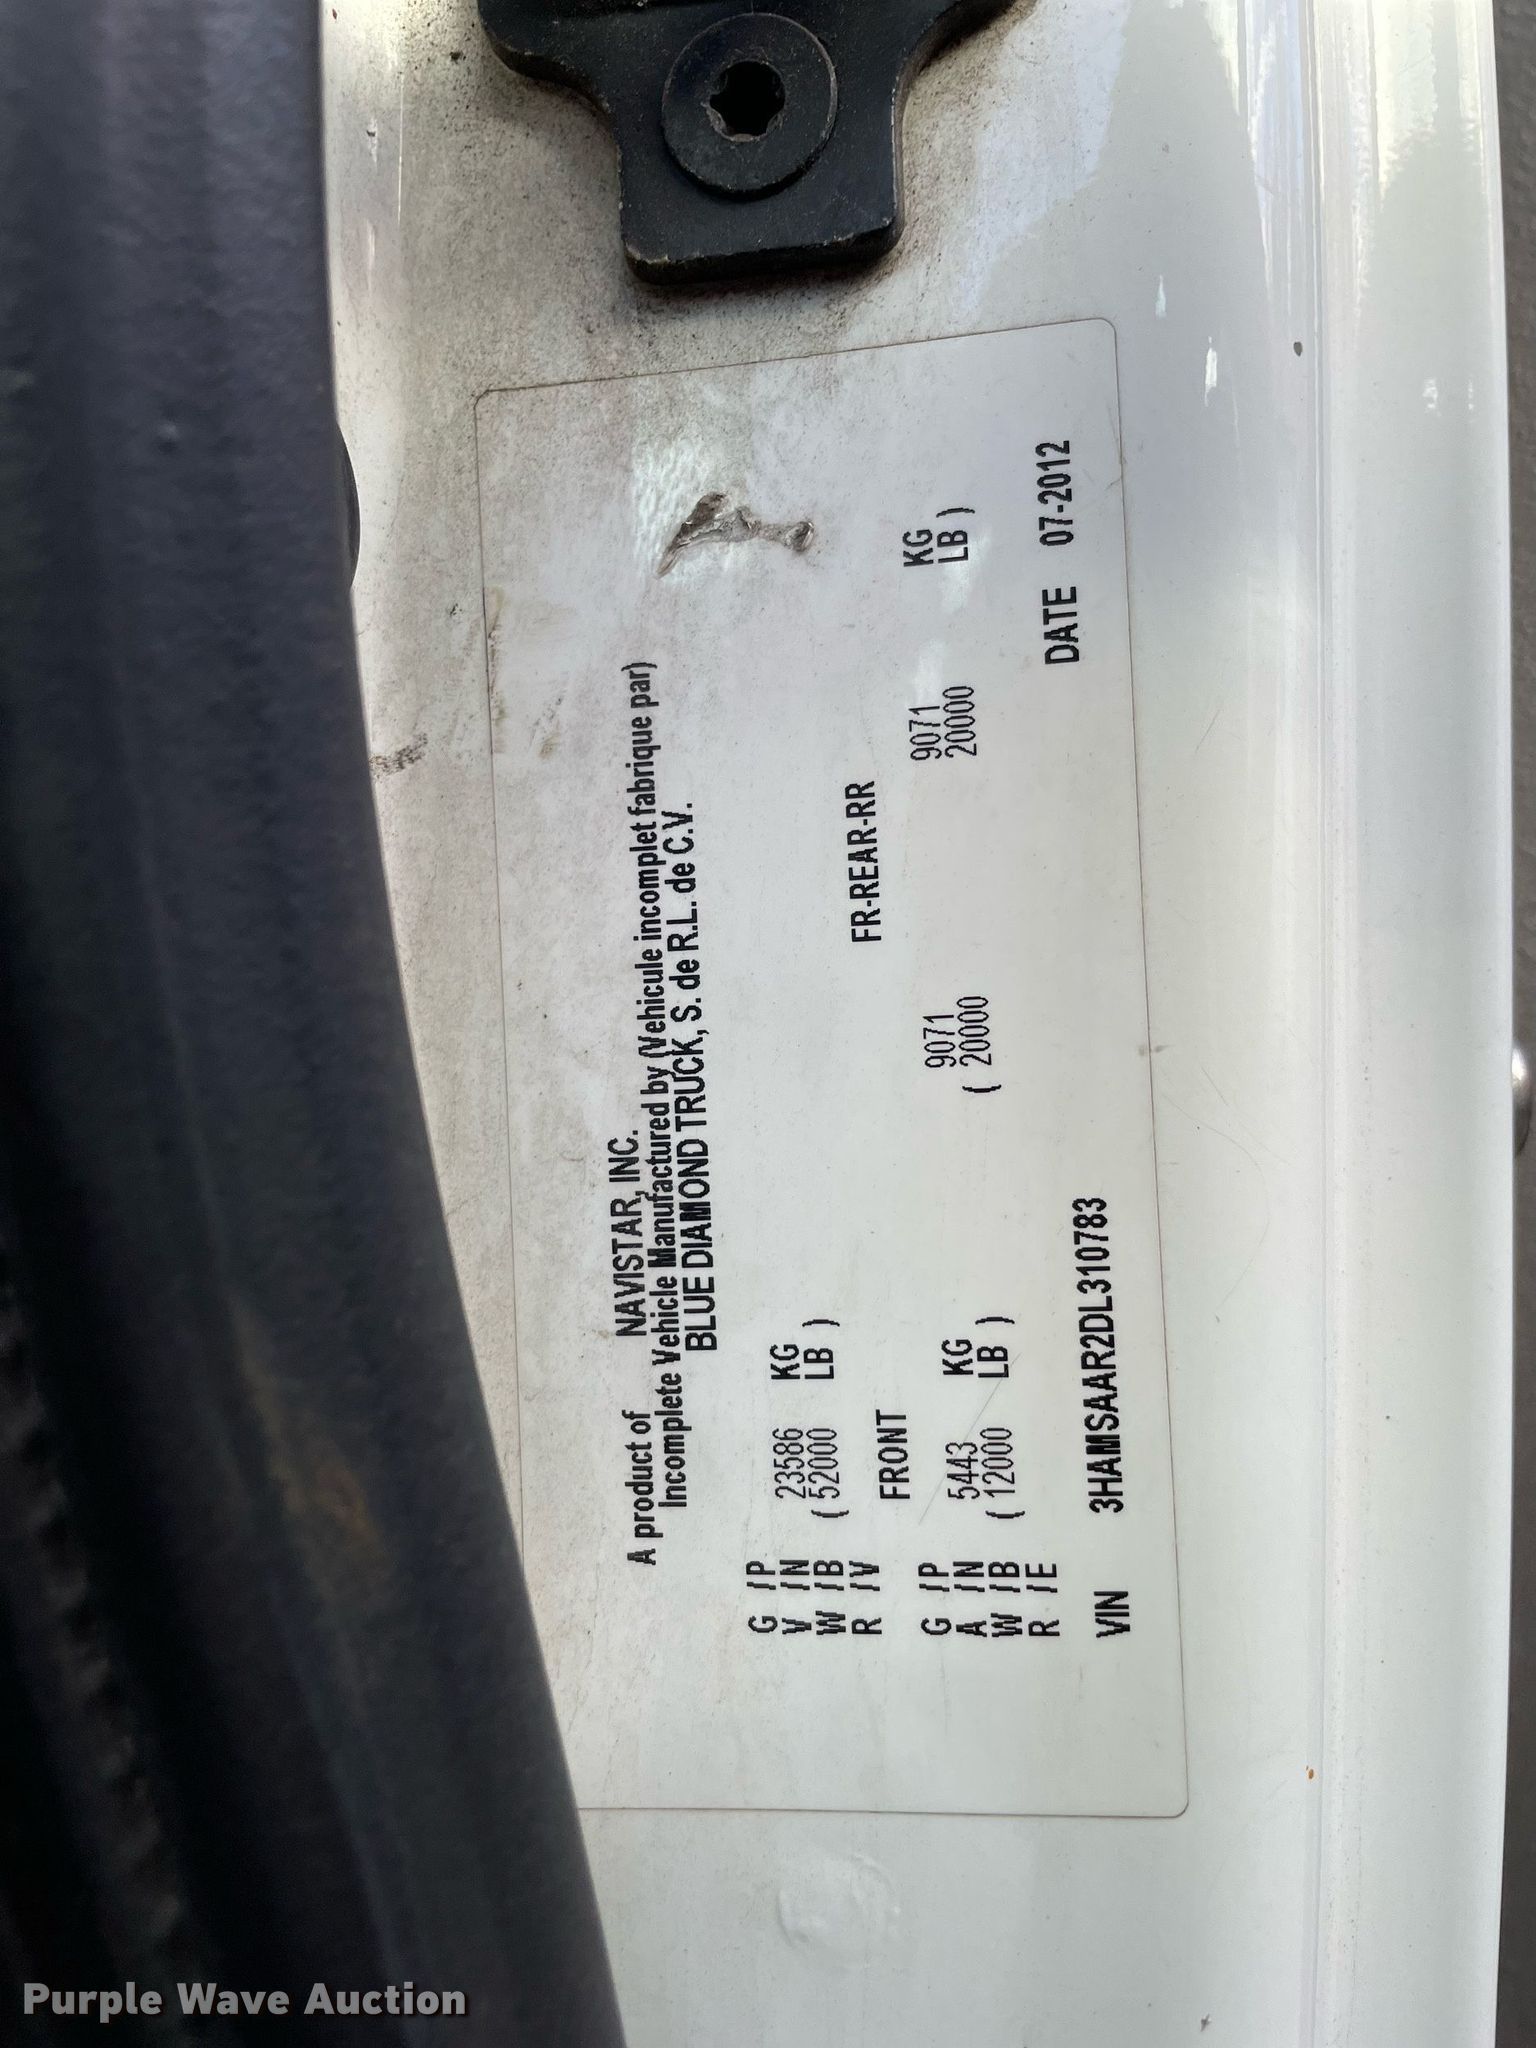 A product of NAVISTAR, INC.
Incomplete Vehicle Manufactured by (Vehicule incomplet fabrique par)
BLUE DIAMOND TRUCK, S. de R.L. de C.V.
G /P
V /N 23586 KG
W /B ( 52000 LB )
R /V FRONT FR-REAR-RR
G /P
A /N 5443 KG 9071 9071 KG
W /B ( 12000 LB ) ( 20000 20000 LB )
R /E
VIN 3HAMSAAR2DL310783 DATE 07-2012
Purple Wave Auction